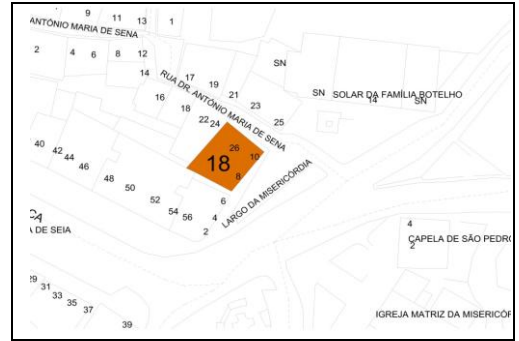 9 11 13 1
ANTÓNIO MARIA DE SENA
2 4 6 8 12
14 17 19 21 23 25
16 18 22 24
RUA DR. ANTÓNIO MARIA DE SENA
SN
SN SOLAR DA FAMÍLIA BOTELHO
14 SN
26
10
18
8
6
4
2
LARGO DA MISERICÓRDIA
40 42 44 46 48 50 52 54 56
A DE SEIA
4
CAPELA DE SÃO PEDRO
2
29 31 33 35 37 39
IGREJA MATRIZ DA MISERICÓR